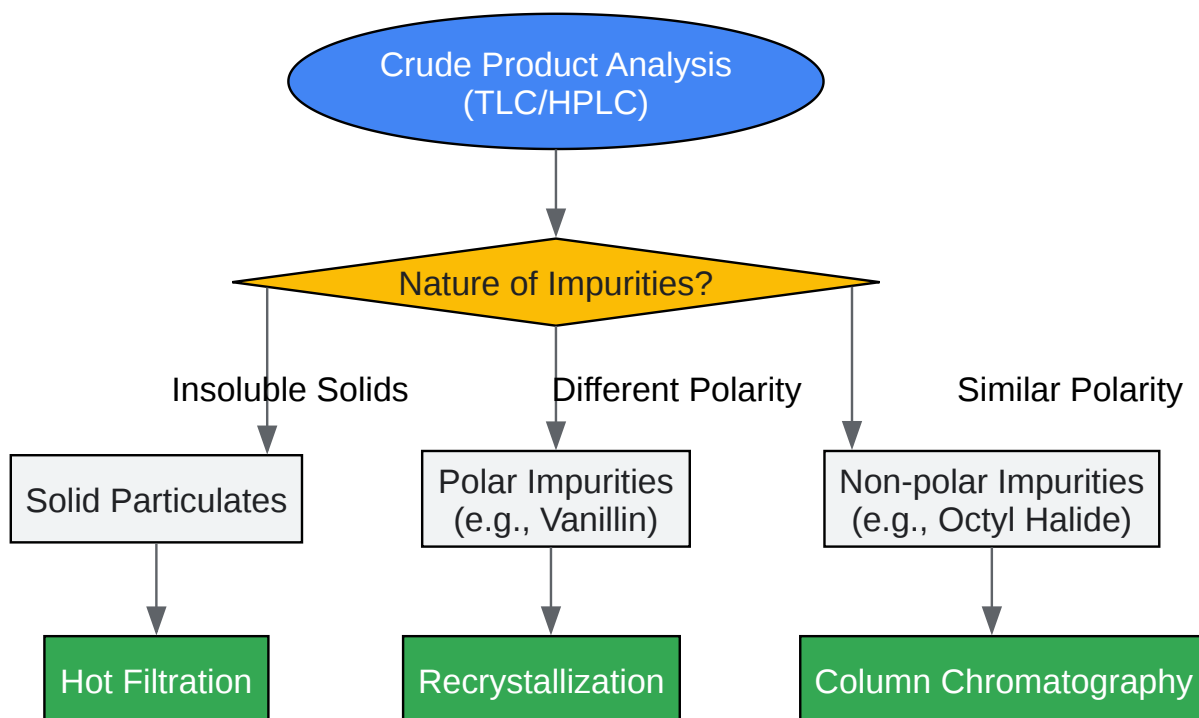 Crude Product Analysis
(TLC/HPLC)
Nature of Impurities?
Insoluble Solids
Different Polarity
Similar Polarity
Solid Particulates
Polar Impurities
(e.g., Vanillin)
Non-polar Impurities
(e.g., Octyl Halide)
Hot Filtration
Recrystallization
Column Chromatography